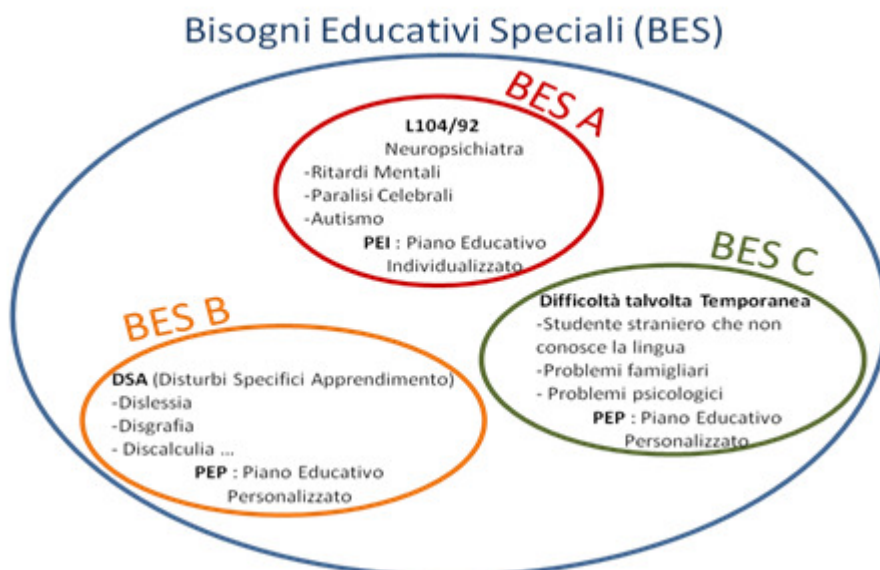 Bisogni Educativi Speciali (BES)
BES A
L104/92
Neuropsichiatra
-Ritardi Mentali
-Paralisi Celebrali
-Autismo
PEI : Piano Educativo
Individualizzato
BES B
DSA (Disturbi Specifici Apprendimento)
-Dislessia
-Disgrafia
- Discalculia ...
PEP : Piano Educativo
Personalizzato
BES C
Difficoltà talvolta Temporanea
-Studente straniero che non
conosce la lingua
-Problemi famigliari
- Problemi psicologici
PEP : Piano Educativo
Personalizzato